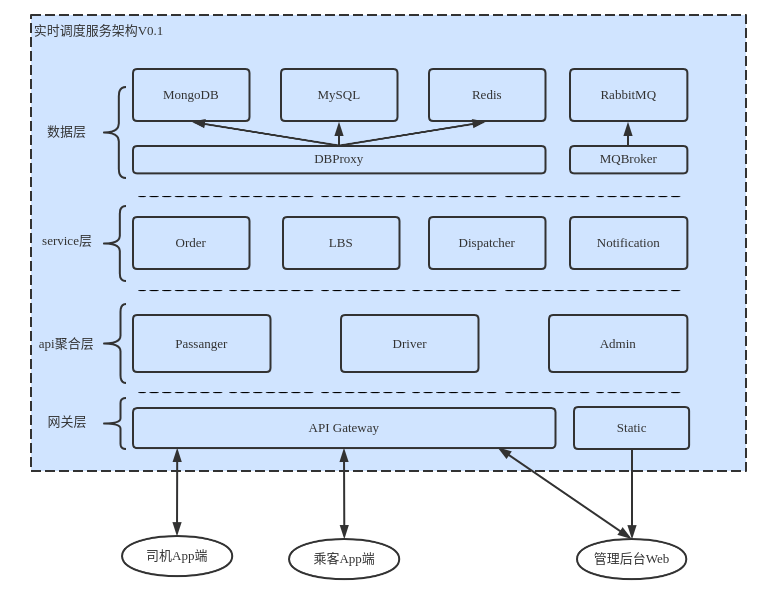 实时调度服务架构V0.1
MongoDB
MySQL
Redis
RabbitMQ
数据层
DBProxy
MQBroker
service层
Order
LBS
Dispatcher
Notification
api聚合层
Passanger
Driver
Admin
网关层
API Gateway
Static
司机App端
乘客App端
管理后台Web